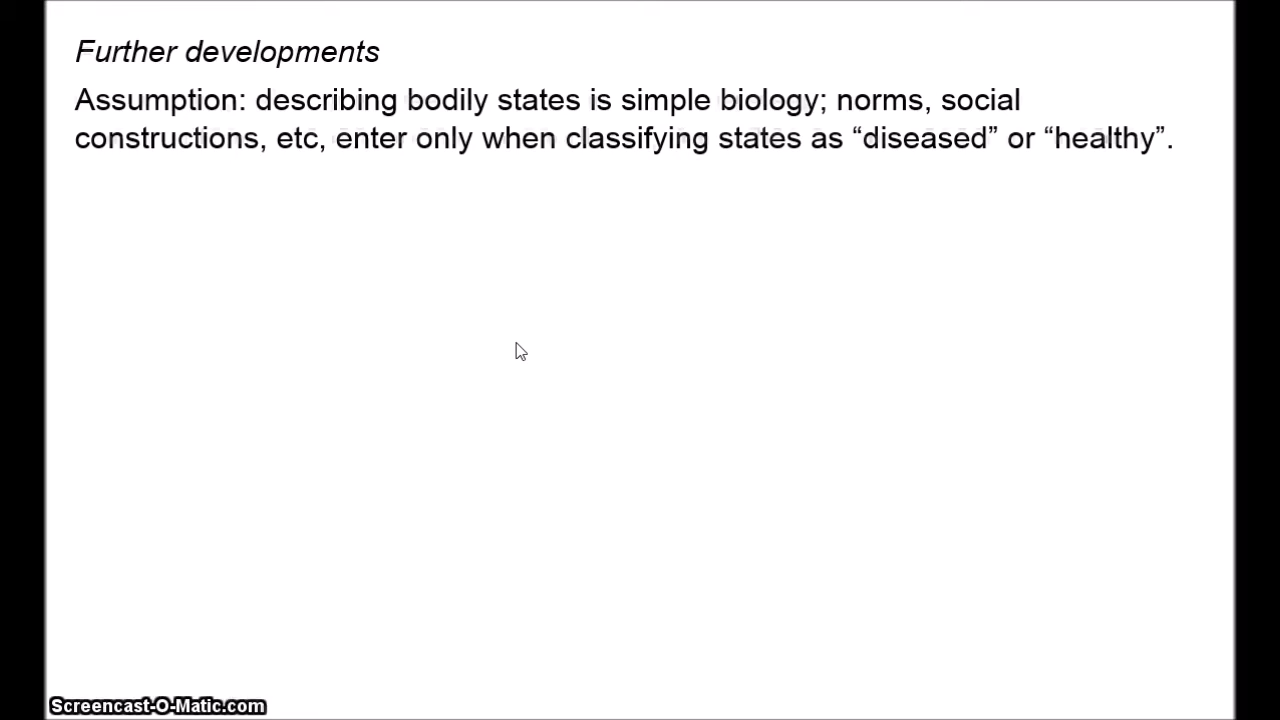 Further developments
Assumption: describing bodily states is simple biology; norms, social
constructions, etc, enter only when classifying states as “diseased” or “healthy”.
Screencast-O-Matic.com